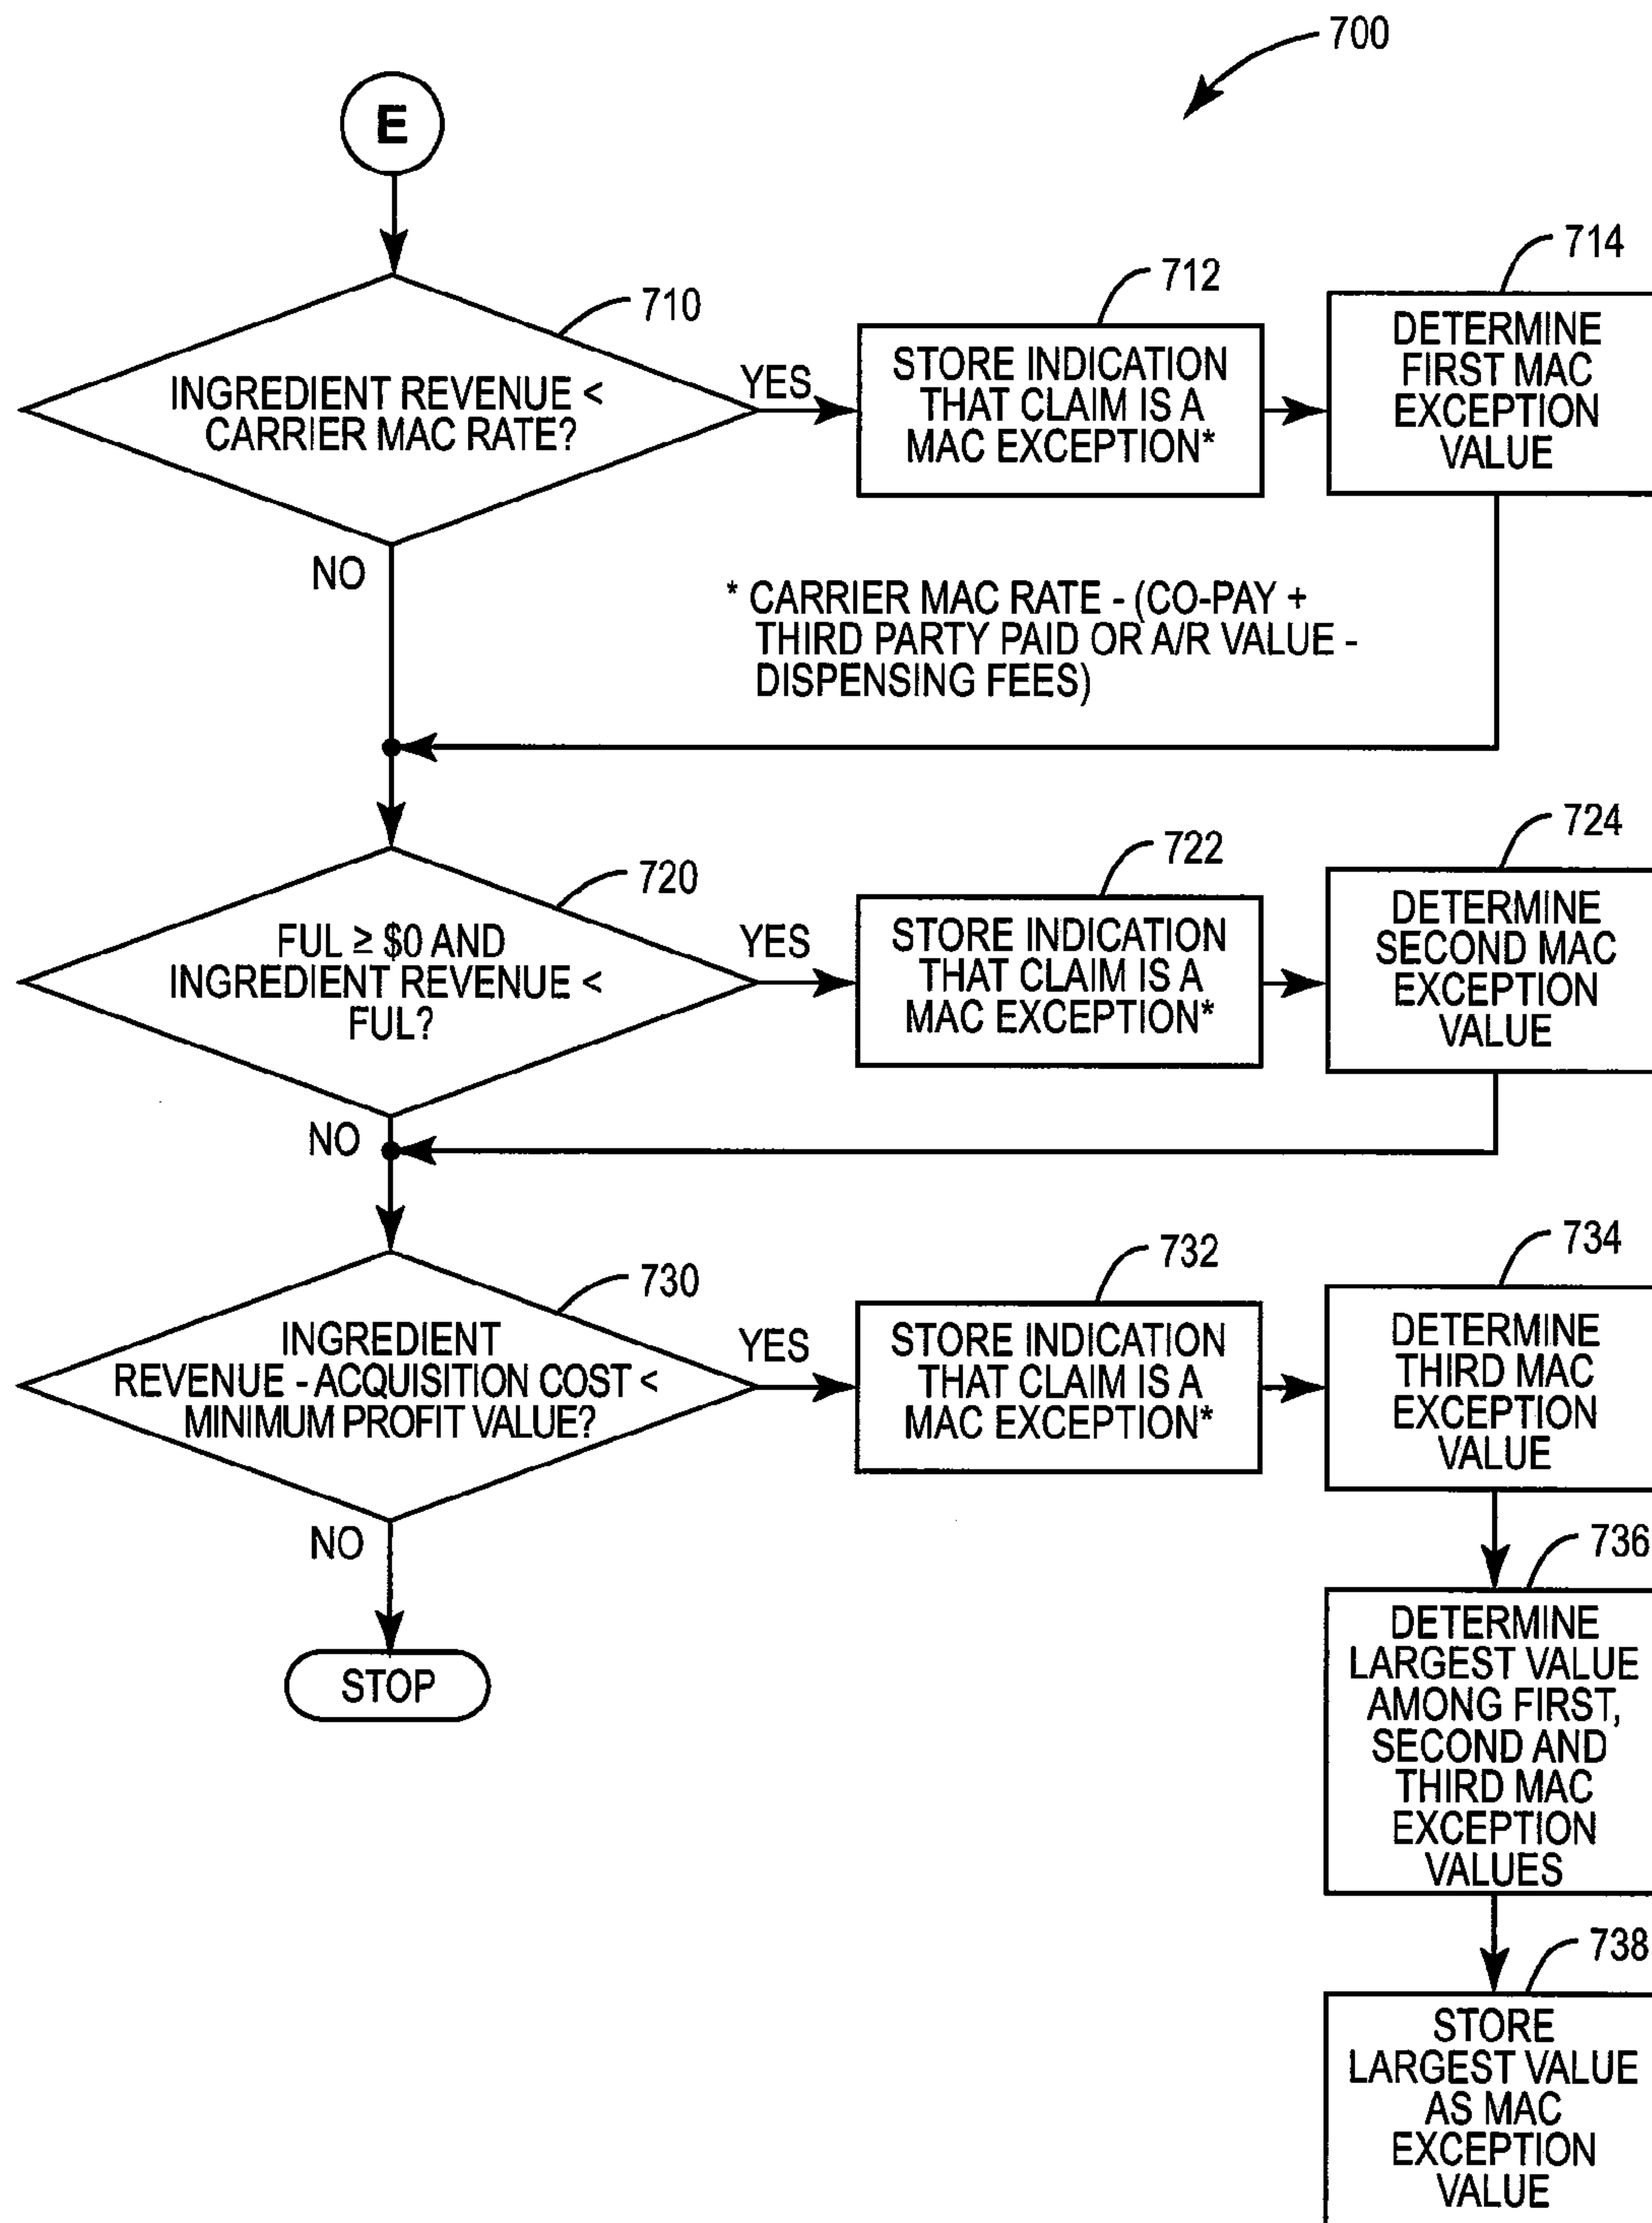 700
E
710
INGREDIENT REVENUE <
CARRIER MAC RATE?
YES
712
STORE INDICATION
THAT CLAIM IS A
MAC EXCEPTION*
714
DETERMINE
FIRST MAC
EXCEPTION
VALUE
NO
* CARRIER MAC RATE - (CO-PAY +
THIRD PARTY PAID OR A/R VALUE -
DISPENSING FEES)
720
FUL ≥ $0 AND
INGREDIENT REVENUE <
FUL?
YES
722
STORE INDICATION
THAT CLAIM IS A
MAC EXCEPTION*
724
DETERMINE
SECOND MAC
EXCEPTION
VALUE
NO
730
INGREDIENT
REVENUE - ACQUISITION COST <
MINIMUM PROFIT VALUE?
YES
732
STORE INDICATION
THAT CLAIM IS A
MAC EXCEPTION*
734
DETERMINE
THIRD MAC
EXCEPTION
VALUE
NO
STOP
736
DETERMINE
LARGEST VALUE
AMONG FIRST,
SECOND AND
THIRD MAC
EXCEPTION
VALUES
738
STORE
LARGEST VALUE
AS MAC
EXCEPTION
VALUE